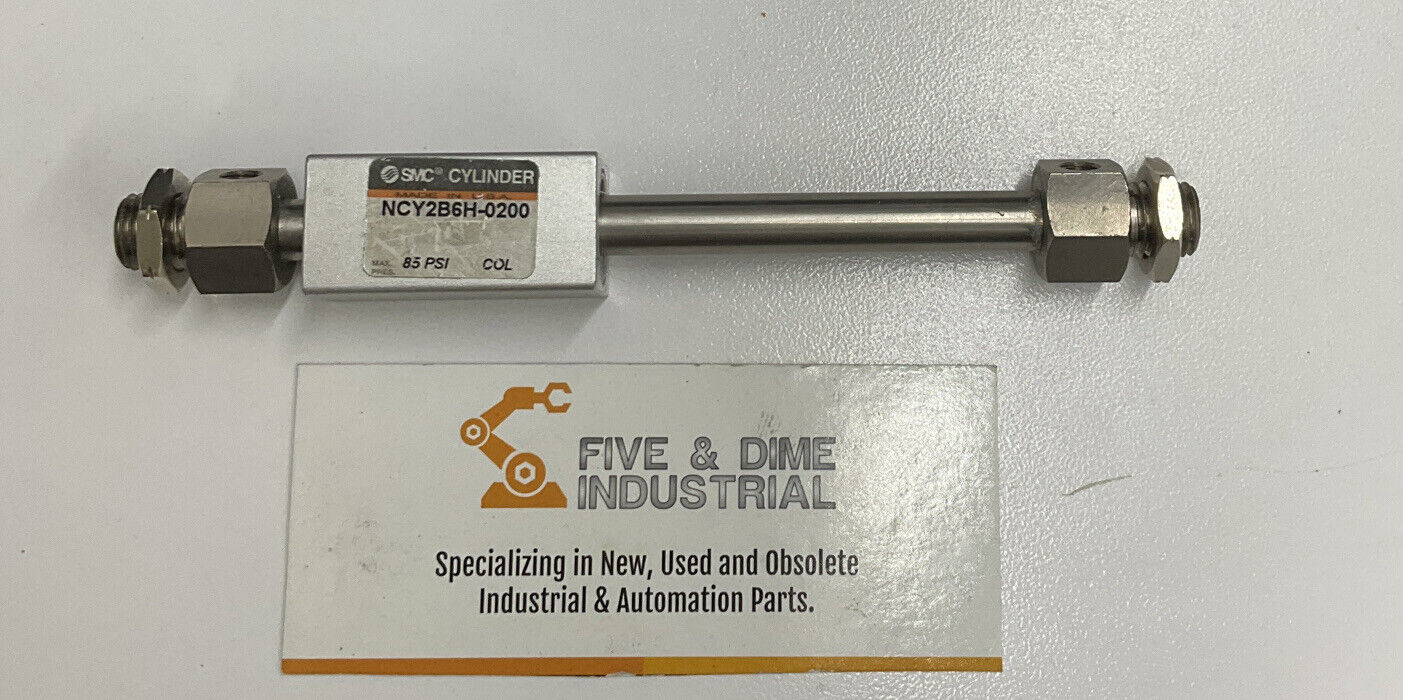 SMC® CYLINDER
MADE IN U.S.A.
NCY2B6H-0200
MAX. PRES. 85 PSI COL
FIVE & DIME
INDUSTRIAL
Specializing in New, Used and Obsolete
Industrial & Automation Parts.